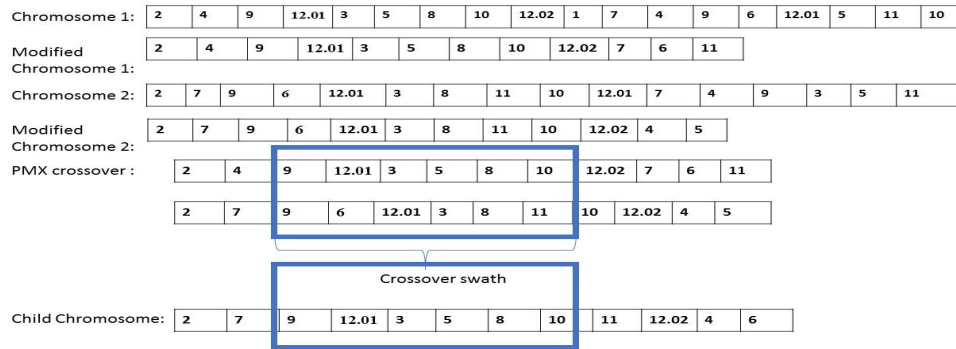 Chromosome 1: 2 4 9 12.01 3 5 8 10 12.02 1 7 4 9 6 12.01 5 11 10
Modified 2 4 9 12.01 3 5 8 10 12.02 7 6 11
Chromosome 1:
Chromosome 2: 2 7 9 6 12.01 3 8 11 10 12.01 7 4 9 3 5 11
Modified 2 7 9 6 12.01 3 8 11 10 12.02 4 5
Chromosome 2:
PMX crossover : 2 4 9 12.01 3 5 8 10 12.02 7 6 11
2 7 9 6 12.01 3 8 11 10 12.02 4 5
Crossover swath
Child Chromosome: 2 7 9 12.01 3 5 8 10 11 12.02 4 6